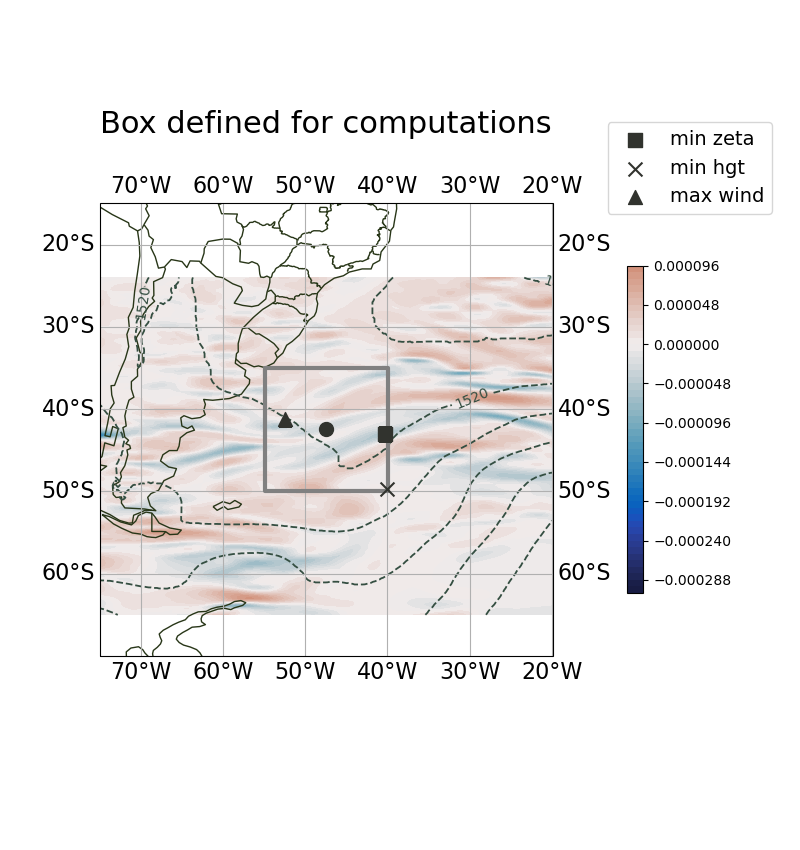 Box defined for computations
min zeta
min hgt
max wind
70°W 60°W 50°W 40°W 30°W 20°W
20°S 20°S
30°S 30°S
40°S 40°S
50°S 50°S
60°S 60°S
70°W 60°W 50°W 40°W 30°W 20°W
1520
1520
1
0.000096
0.000048
0.000000
−0.000048
−0.000096
−0.000144
−0.000192
−0.000240
−0.000288